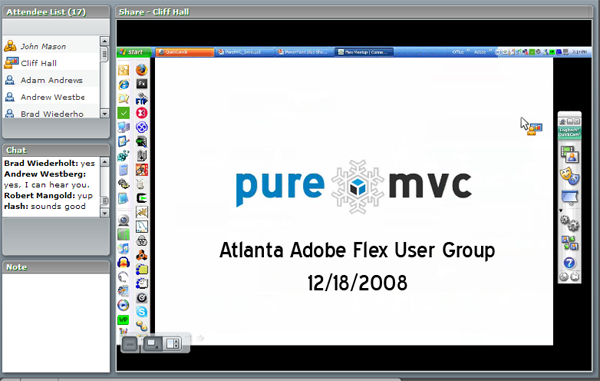 Attendee List (17)
John Mason
Cliff Hall
Adam Andrews
Andrew Westbe
Brad Wiederho
Chat
Brad Wiederholt: yes
Andrew Westberg:
yes, I can hear you.
Robert Mangold: yup
rlash: sounds good
Note
Share - Cliff Hall
start
pure mvc
Atlanta Adobe Flex User Group
12/18/2008